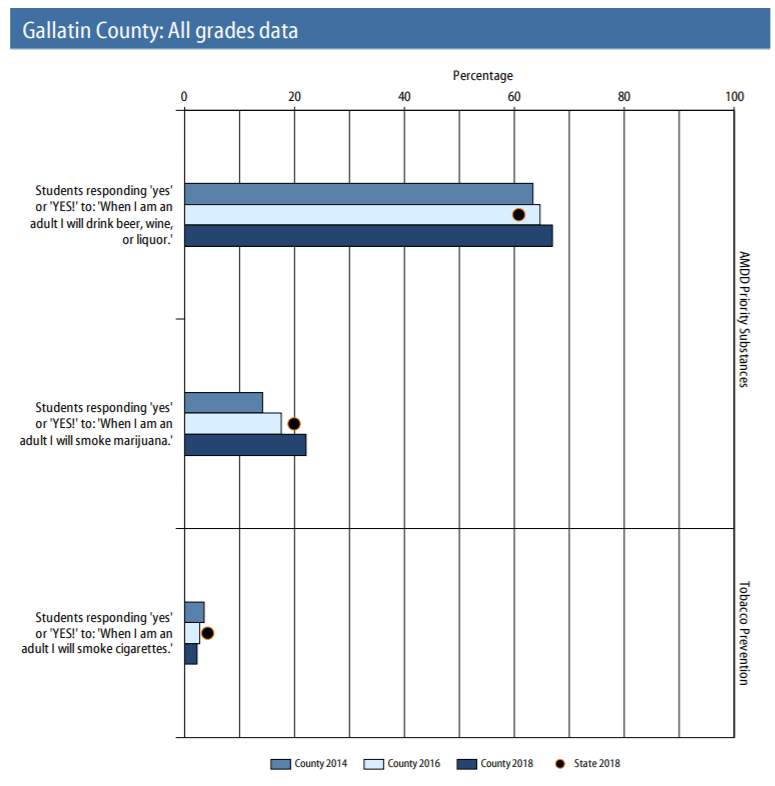 Gallatin County: All grades data
Percentage
0 20 40 60 80 100
Students responding 'yes'
or 'YES!' to: 'When I am an
adult I will drink beer, wine,
or liquor.'
AMDD Priority Substances
Students responding 'yes'
or 'YES!' to: 'When I am an
adult I will smoke marijuana.'
Students responding 'yes'
or 'YES!' to: 'When I am an
adult I will smoke cigarettes.'
Tobacco Prevention
County 2014 County 2016 County 2018 State 2018